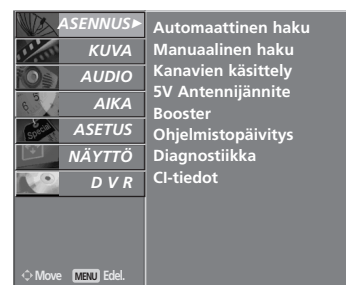 ASENNUS►
KUVA
AUDIO
AIKA
ASETUS
NÄYTTÖ
D V R
Automaattinen haku
Manuaalinen haku
Kanavien käsittely
5V Antennijännite
Booster
Ohjelmistopäivitys
Diagnostiikka
CI-tiedot
Move MENU Edel.